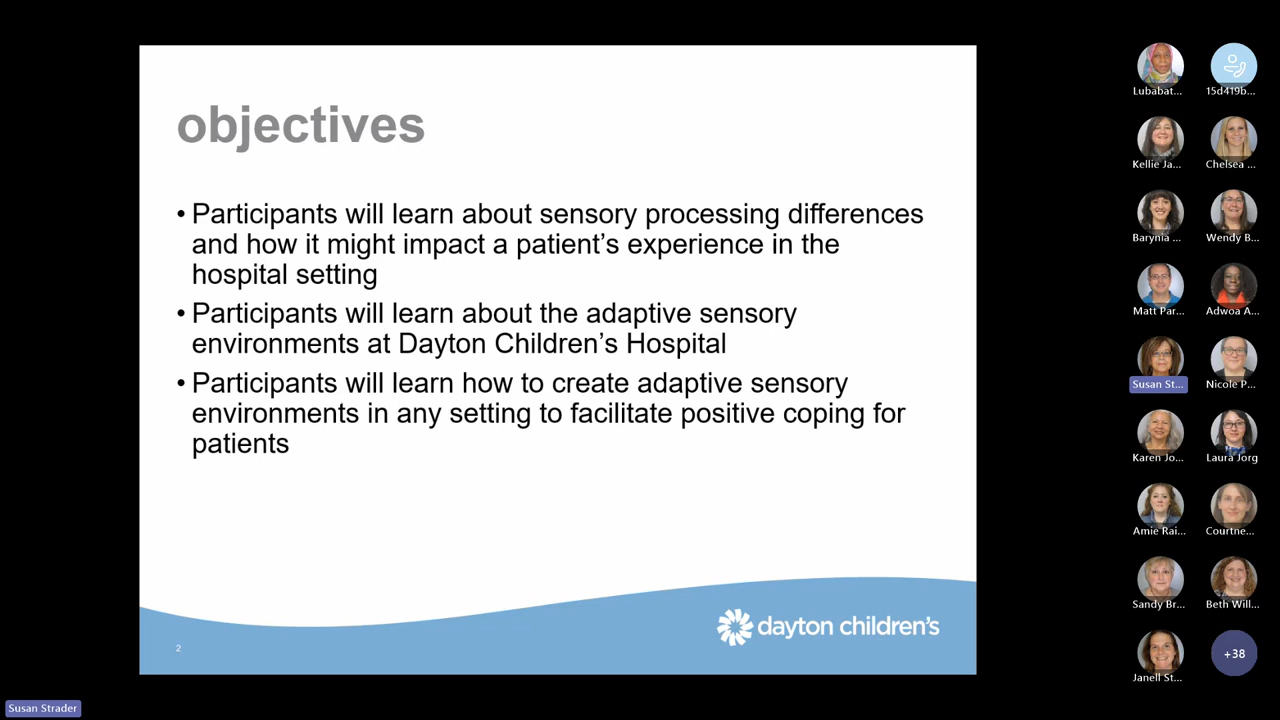 objectives
• Participants will learn about sensory processing differences
and how it might impact a patient's experience in the
hospital setting
• Participants will learn about the adaptive sensory
environments at Dayton Children's Hospital
• Participants will learn how to create adaptive sensory
environments in any setting to facilitate positive coping for
patients
2
dayton children's
Lubabat...
15d419b...
Kellie Ja...
Chelsea ...
Barynia ...
Wendy B...
Matt Par...
Adwoa A...
Susan St...
Nicole P...
Karen Jo...
Laura Jorg
Amie Rai...
Courtne...
Sandy Br...
Beth Will...
Janell St...
+38
Susan Strader